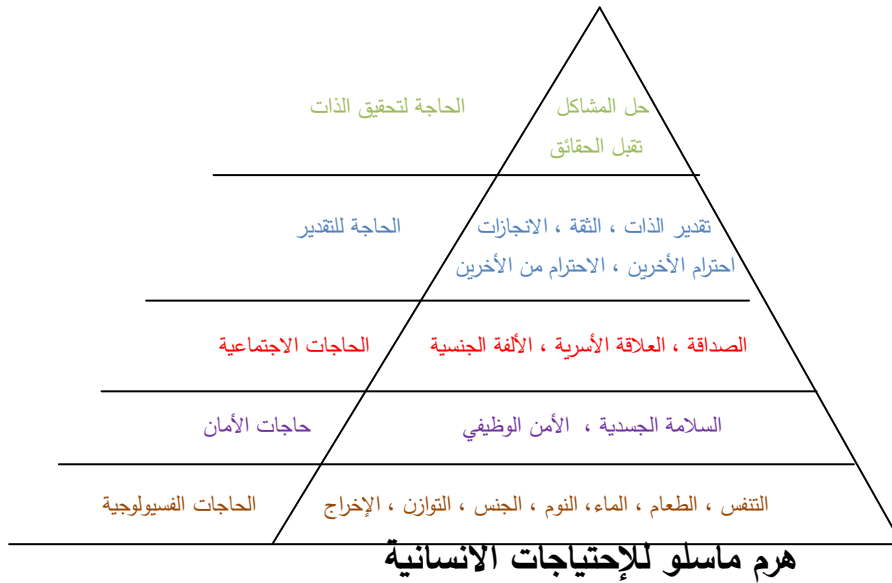 حل المشاكل
الحاجة لتحقيق الذات
تقبل الحقائق
تقدير الذات ، الثقة ، الانجازات
الحاجة للتقدير
احترام الأخرين ، الاحترام من الأخرين
الصداقة ، العلاقة الأسرية ، الألفة الجنسية
الحاجات الاجتماعية
السلامة الجسدية ، الأمن الوظيفي
حاجات الأمان
التنفس ، الطعام ، الماء، النوم ، الجنس ، التوازن ، الإخراج
الحاجات الفسيولوجية
هرم ماسلو للإحتياجات الانسانية